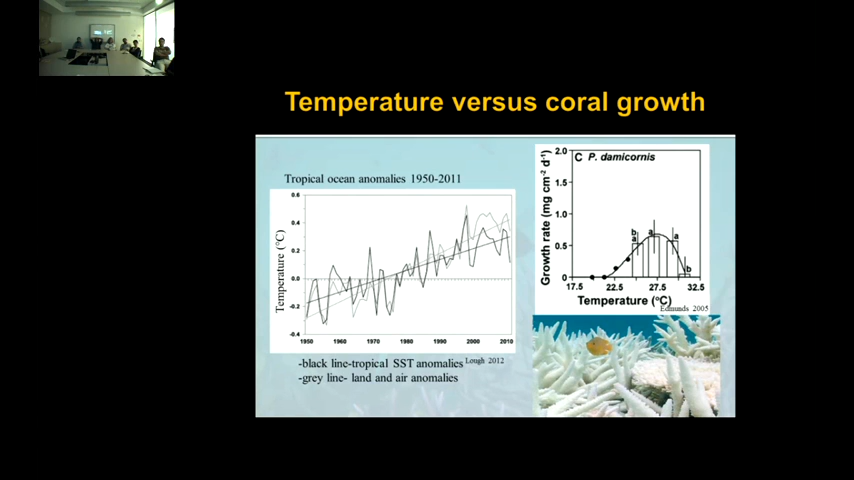 Temperature versus coral growth
Tropical ocean anomalies 1950-2011
Temperature (°C)
0.6
0.4
0.2
0.0
-0.2
-0.4
1950 1960 1970 1980 1990 2000 2010
-black line-tropical SST anomalies Lough 2012
-grey line- land and air anomalies
C P. damicornis
Growth rate (mg cm-2 d-1)
2.0
1.5
1.0
0.5
0
b
a
a
a
b
17.5 22.5 27.5 32.5
Temperature (°C)
Edmunds 2005